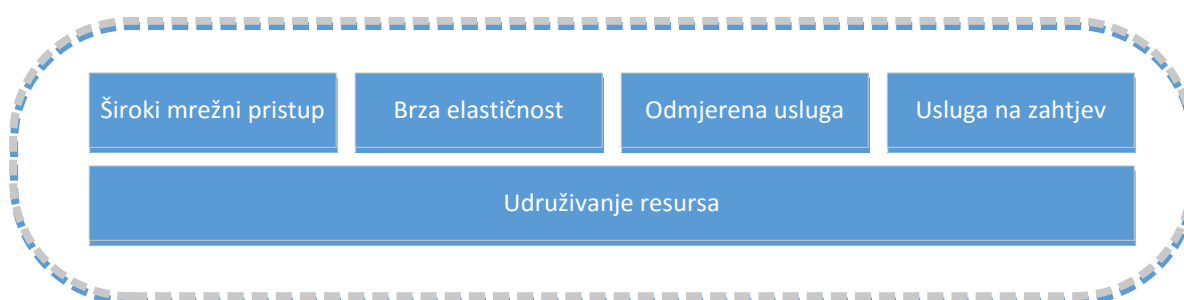 Široki mrežni pristup
Brza elastičnost
Odmjerena usluga
Usluga na zahtjev
Udruživanje resursa